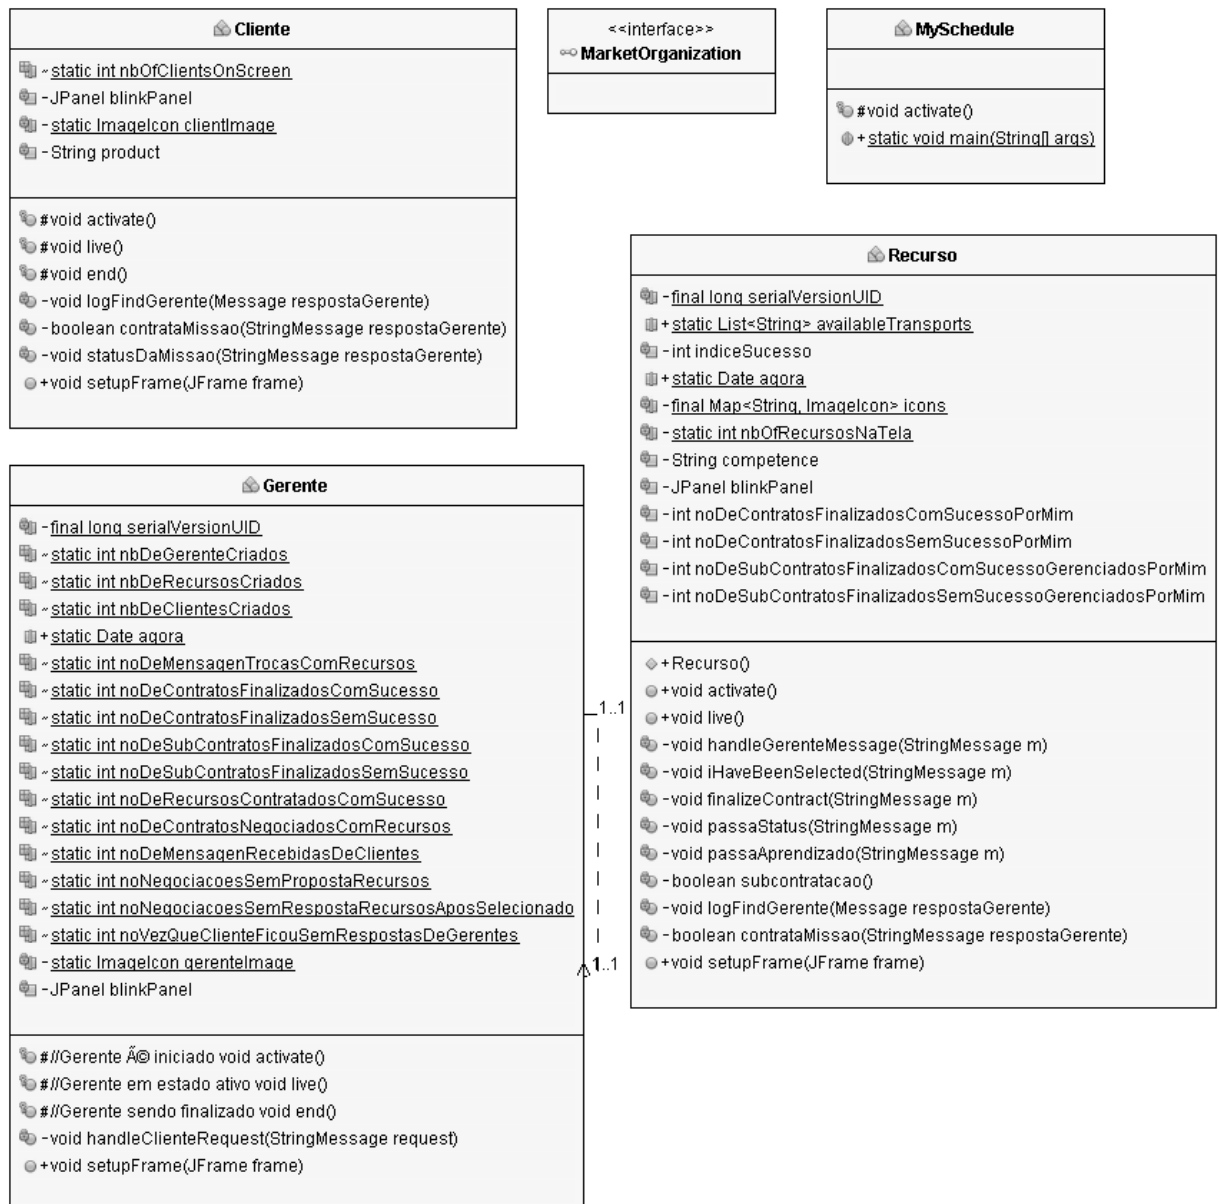 Cliente
~static int nbOfClientsOnScreen
-JPanel blinkPanel
-static ImageIcon clientImage
-String product
#void activate()
#void live()
#void end()
-void logFindGerente(Message respostaGerente)
-boolean contrataMissao(StringMessage respostaGerente)
-void statusDaMissao(StringMessage respostaGerente)
+void setupFrame(JFrame frame)
<<interface>>
MarketOrganization
MySchedule
#void activate()
+static void main(String[] args)
Recurso
-final long serialVersionUID
+static List<String> availableTransports
-int indiceSucesso
+static Date agora
-final Map<String, ImageIcon> icons
-static int nbOfRecursosNaTela
-String competence
-JPanel blinkPanel
-int noDeContratosFinalizadosComSucessoPorMim
-int noDeContratosFinalizadosSemSucessoPorMim
-int noDeSubContratosFinalizadosComSucessoGerenciadosPorMim
-int noDeSubContratosFinalizadosSemSucessoGerenciadosPorMim
+Recurso()
+void activate()
+void live()
-void handleGerenteMessage(StringMessage m)
-void iHaveBeenSelected(StringMessage m)
-void finalizeContract(StringMessage m)
-void passaStatus(StringMessage m)
-void passaAprendizado(StringMessage m)
-boolean subcontratacao()
-void logFindGerente(Message respostaGerente)
-boolean contrataMissao(StringMessage respostaGerente)
+void setupFrame(JFrame frame)
Gerente
-final long serialVersionUID
~static int nbDeGerenteCriados
~static int nbDeRecursosCriados
~static int nbDeClientesCriados
+static Date agora
~static int noDeMensagenTrocasComRecursos
~static int noDeContratosFinalizadosComSucesso
~static int noDeContratosFinalizadosSemSucesso
~static int noDeSubContratosFinalizadosComSucesso
~static int noDeSubContratosFinalizadosSemSucesso
~static int noDeRecursosContratadosComSucesso
~static int noDeContratosNegociadosComRecursos
~static int noDeMensagenRecebidasDeClientes
~static int noNegociacoesSemPropostaRecursos
~static int noNegociacoesSemRespostaRecursosAposSelecionado
~static int noVezQueClienteFicouSemRespostasDeGerentes
-static ImageIcon gerenteImage
-JPanel blinkPanel
#//Gerente Ã© iniciado void activate()
#//Gerente em estado ativo void live()
#//Gerente sendo finalizado void end()
-void handleClienteRequest(StringMessage request)
+void setupFrame(JFrame frame)
1..1
1..1